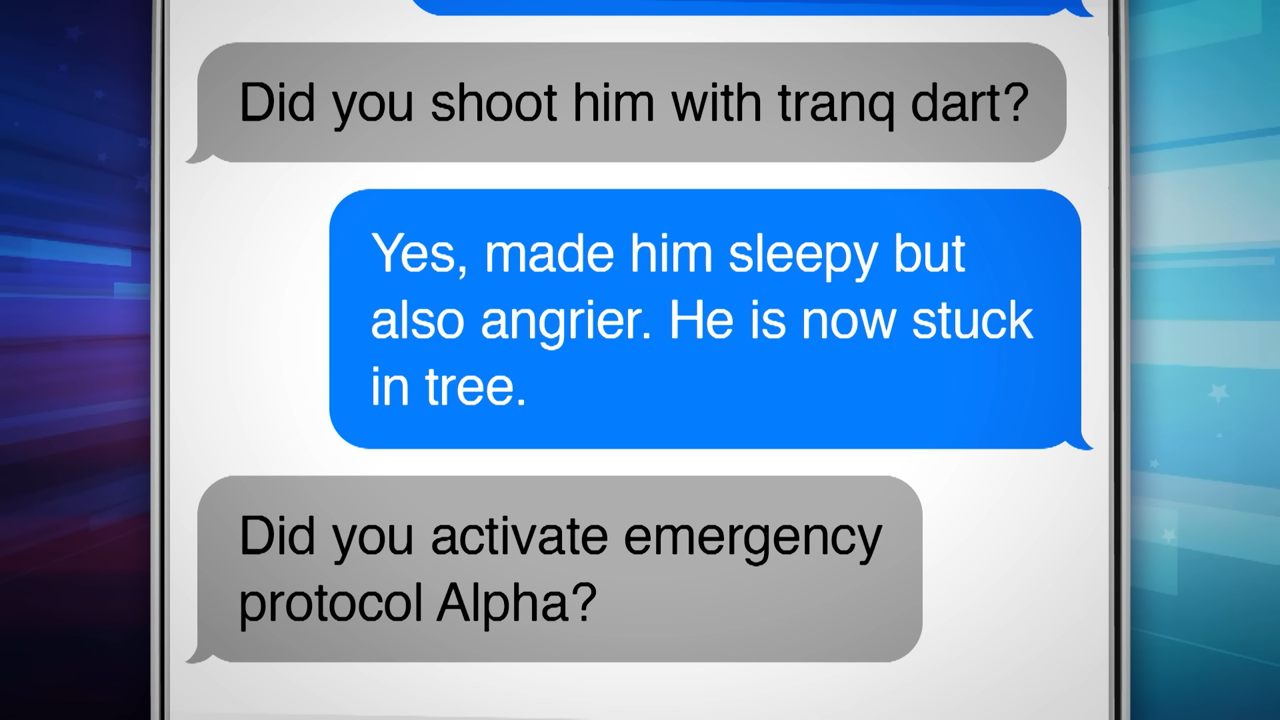 Did you shoot him with tranq dart?
Yes, made him sleepy but
also angrier. He is now stuck
in tree.
Did you activate emergency
protocol Alpha?